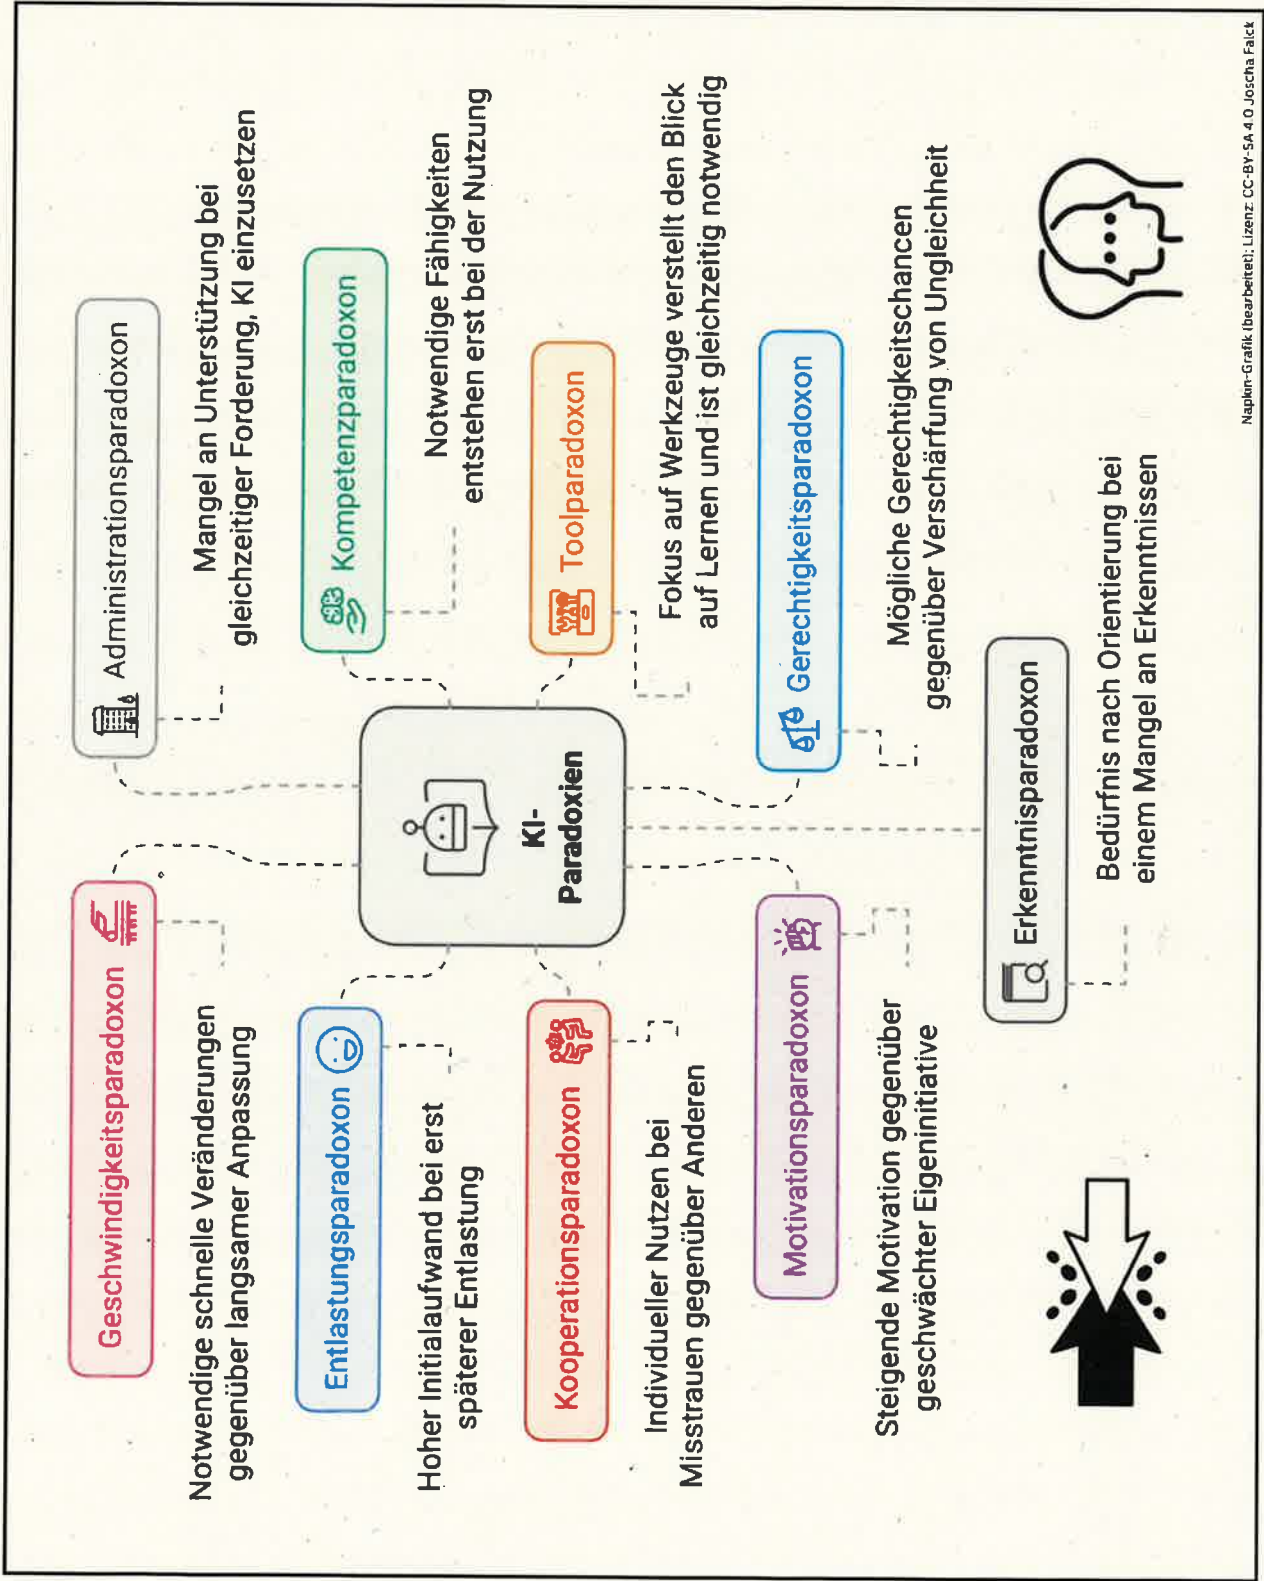 Geschwindigkeitsparadoxon
Notwendige schnelle Veränderungen
gegenüber langsamer Anpassung
Administrationsparadoxon
Mangel an Unterstützung bei
gleichzeitiger Forderung, KI einzusetzen
Entlastungsparadoxon
Hoher Initialaufwand bei erst
späterer Entlastung
Kompetenzparadoxon
Notwendige Fähigkeiten
entstehen erst bei der Nutzung
KI-
Paradoxien
Kooperationsparadoxon
Individueller Nutzen bei
Misstrauen gegenüber Anderen
Toolparadoxon
Fokus auf Werkzeuge verstellt den Blick
auf Lernen und ist gleichzeitig notwendig
Motivationsparadoxon
Steigende Motivation gegenüber
geschwächter Eigeninitiative
Gerechtigkeitsparadoxon
Mögliche Gerechtigkeitschancen
gegenüber Verschärfung von Ungleichheit
Erkenntnisparadoxon
Bedürfnis nach Orientierung bei
einem Mangel an Erkenntnissen
Napkin-Grafik (bearbeitet); Lizenz: CC-BY-SA 4.0 Joscha Falck